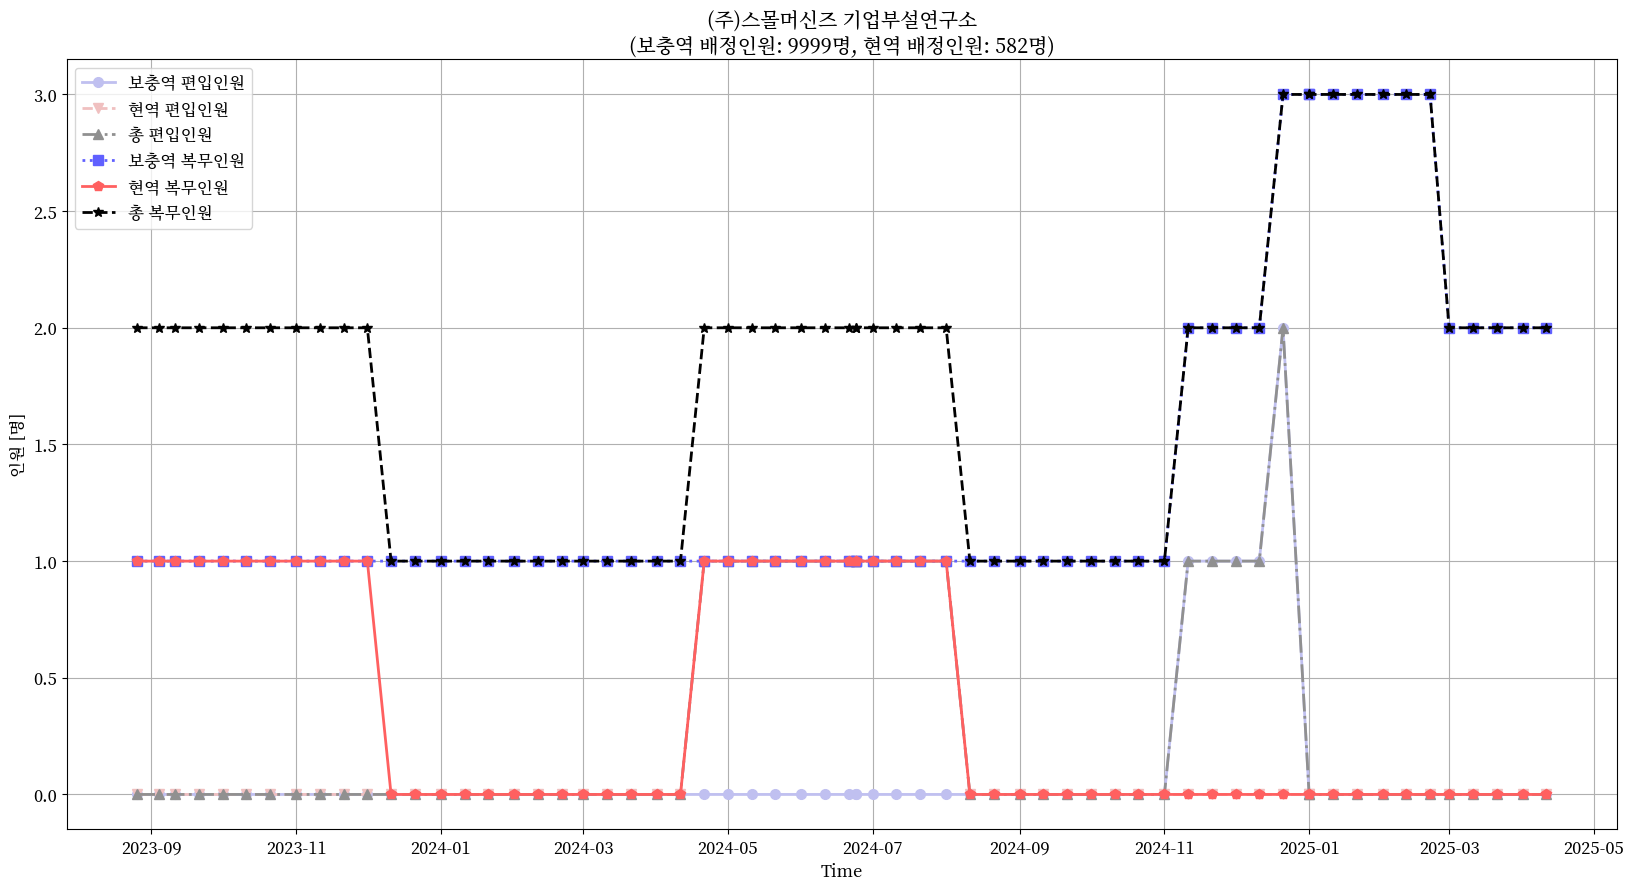 (주)스몰머신즈 기업부설연구소
(보충역 배정인원: 9999명, 현역 배정인원: 582명)
보충역 편입인원
현역 편입인원
총 편입인원
보충역 복무인원
현역 복무인원
총 복무인원
인원 [명]
3.0
2.5
2.0
1.5
1.0
0.5
0.0
2023-09
2023-11
2024-01
2024-03
2024-05
2024-07
2024-09
2024-11
2025-01
2025-03
2025-05
Time